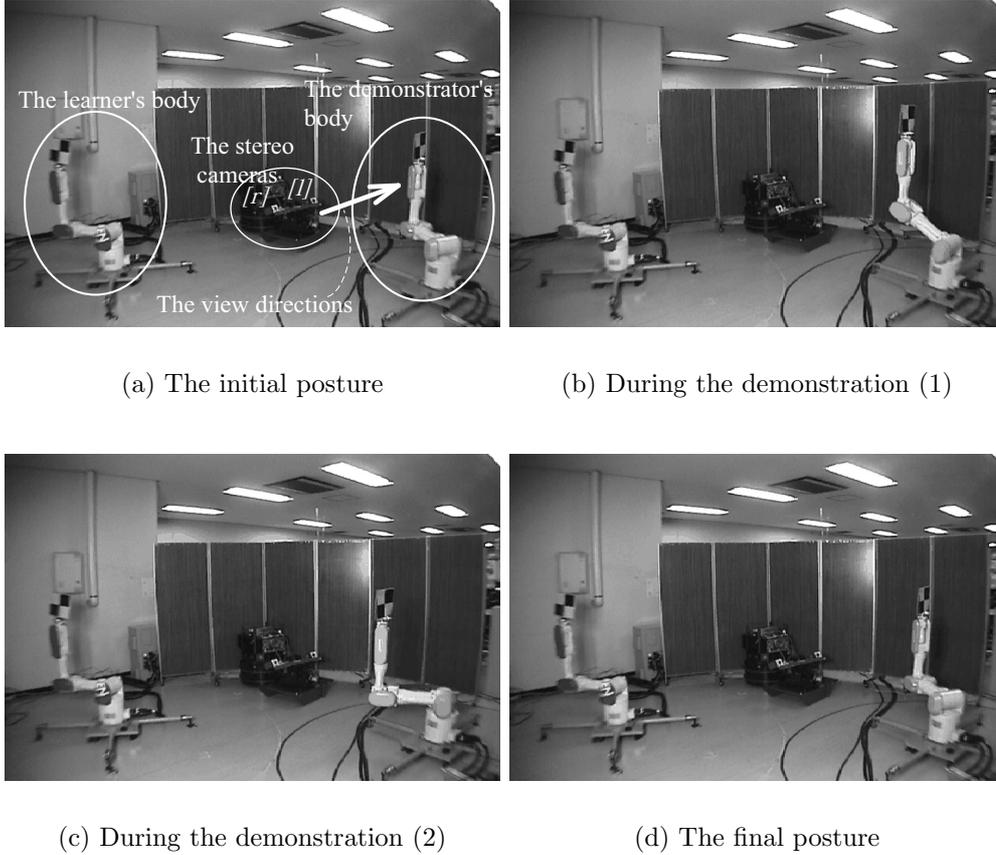 The learner's body
The demonstrator's
body
The stereo
cameras
[r] [l]
The view directions
(a) The initial posture
(b) During the demonstration (1)
(c) During the demonstration (2)
(d) The final posture